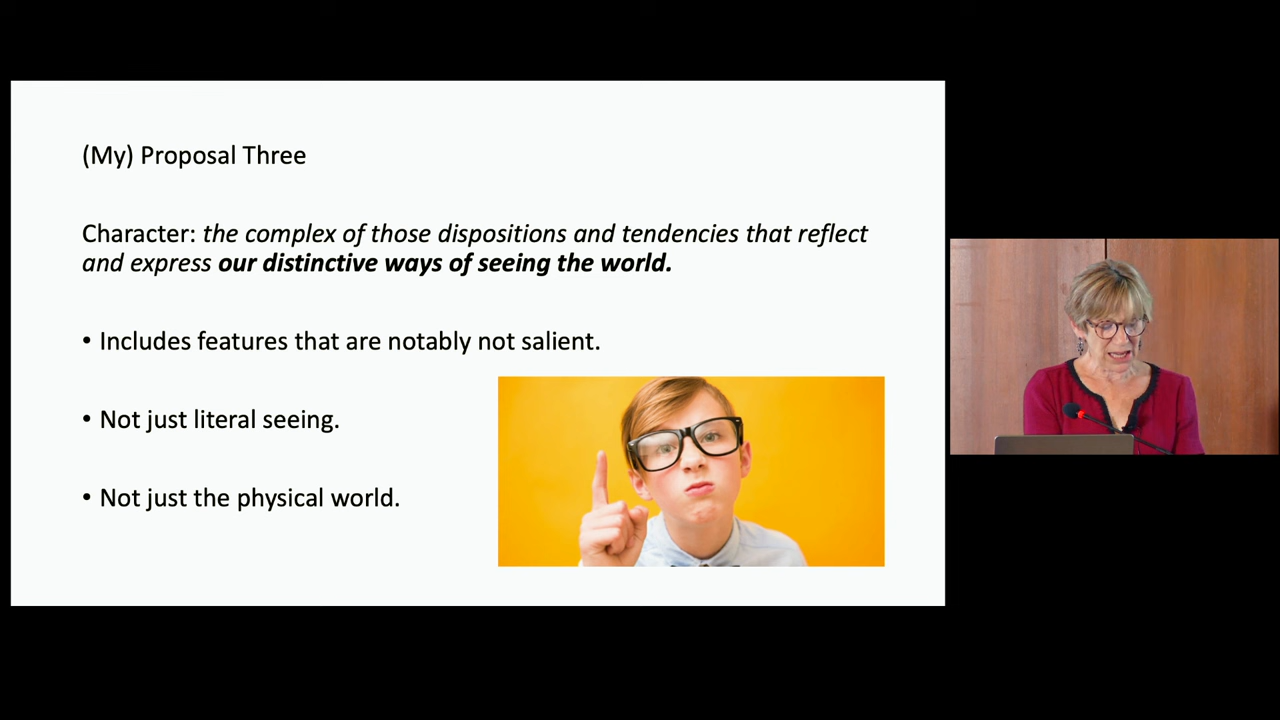 (My) Proposal Three
Character: the complex of those dispositions and tendencies that reflect
and express our distinctive ways of seeing the world.
• Includes features that are notably not salient.
• Not just literal seeing.
• Not just the physical world.